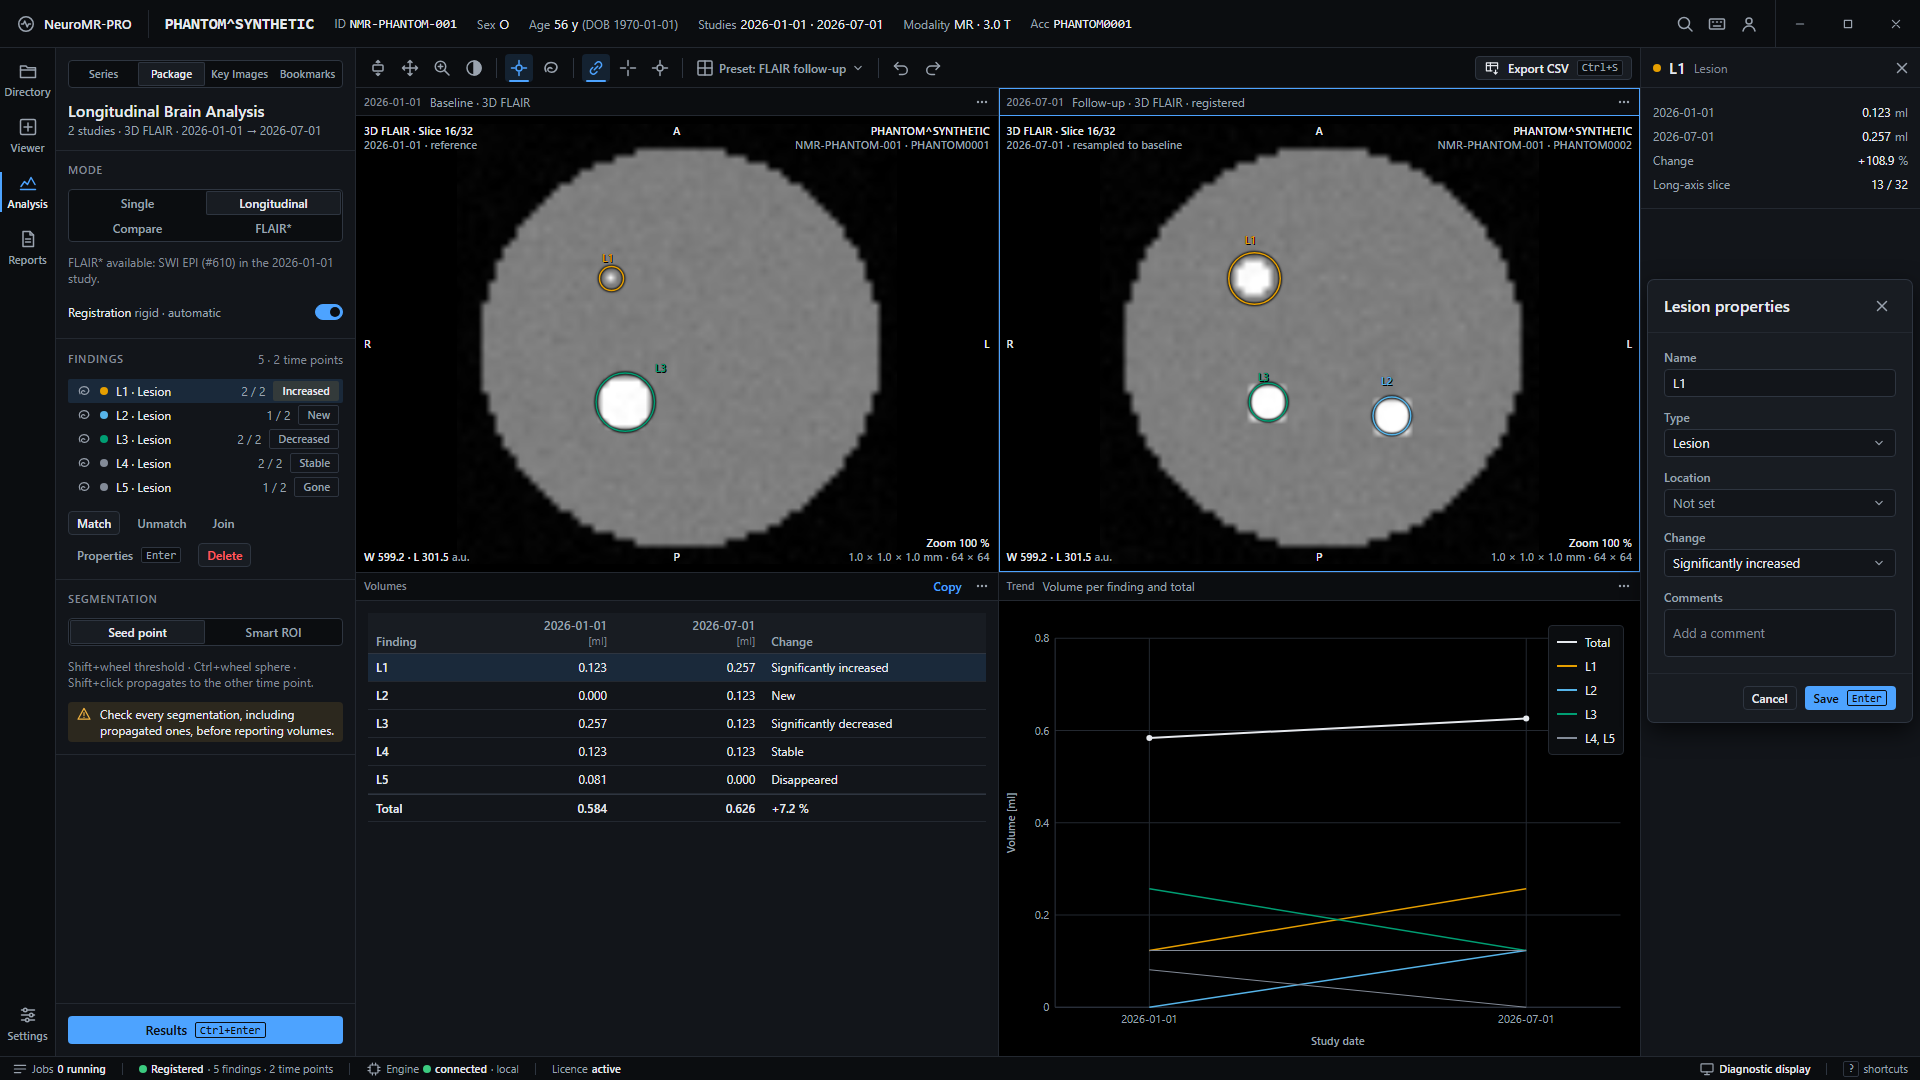 NeuroMR-PRO
PHANTOM^SYNTHETIC
ID NMR-PHANTOM-001
Sex O
Age 56 y (DOB 1970-01-01)
Studies 2026-01-01 · 2026-07-01
Modality MR · 3.0 T
Acc PHANTOM0001
Directory
Viewer
Analysis
Reports
Settings
Series
Package
Key Images
Bookmarks
Longitudinal Brain Analysis
2 studies · 3D FLAIR · 2026-01-01 → 2026-07-01
MODE
Single
Longitudinal
Compare
FLAIR*
FLAIR* available: SWI EPI (#610) in the 2026-01-01
study.
Registration rigid · automatic
FINDINGS
5 · 2 time points
L1 · Lesion 2 / 2 Increased
L2 · Lesion 1 / 2 New
L3 · Lesion 2 / 2 Decreased
L4 · Lesion 2 / 2 Stable
L5 · Lesion 1 / 2 Gone
Match
Unmatch
Join
Properties Enter
Delete
SEGMENTATION
Seed point
Smart ROI
Shift+wheel threshold · Ctrl+wheel sphere ·
Shift+click propagates to the other time point.
Check every segmentation, including
propagated ones, before reporting volumes.
Results Ctrl+Enter
Preset: FLAIR follow-up
Export CSV Ctrl+S
2026-01-01 Baseline · 3D FLAIR
3D FLAIR · Slice 16/32
2026-01-01 · reference
A
PHANTOM^SYNTHETIC
NMR-PHANTOM-001 · PHANTOM0001
L1
R
L
L3
W 599.2 · L 301.5 a.u.
P
Zoom 100 %
1.0 × 1.0 × 1.0 mm · 64 × 64
2026-07-01 Follow-up · 3D FLAIR · registered
3D FLAIR · Slice 16/32
2026-07-01 · resampled to baseline
A
PHANTOM^SYNTHETIC
NMR-PHANTOM-001 · PHANTOM0002
L1
R
L
L3
L2
W 599.2 · L 301.5 a.u.
P
Zoom 100 %
1.0 × 1.0 × 1.0 mm · 64 × 64
Volumes
Copy
Finding 2026-01-01 [ml] 2026-07-01 [ml] Change
L1 0.123 0.257 Significantly increased
L2 0.000 0.123 New
L3 0.257 0.123 Significantly decreased
L4 0.123 0.123 Stable
L5 0.081 0.000 Disappeared
Total 0.584 0.626 +7.2 %
Trend Volume per finding and total
0.8
0.6
0.4
0.2
0
Volume [ml]
2026-01-01
2026-07-01
Study date
Total
L1
L2
L3
L4, L5
L1 Lesion
2026-01-01 0.123 ml
2026-07-01 0.257 ml
Change +108.9 %
Long-axis slice 13 / 32
Lesion properties
Name
L1
Type
Lesion
Location
Not set
Change
Significantly increased
Comments
Add a comment
Cancel
Save Enter
Jobs 0 running
Registered · 5 findings · 2 time points
Engine connected · local
Licence active
Diagnostic display
? shortcuts